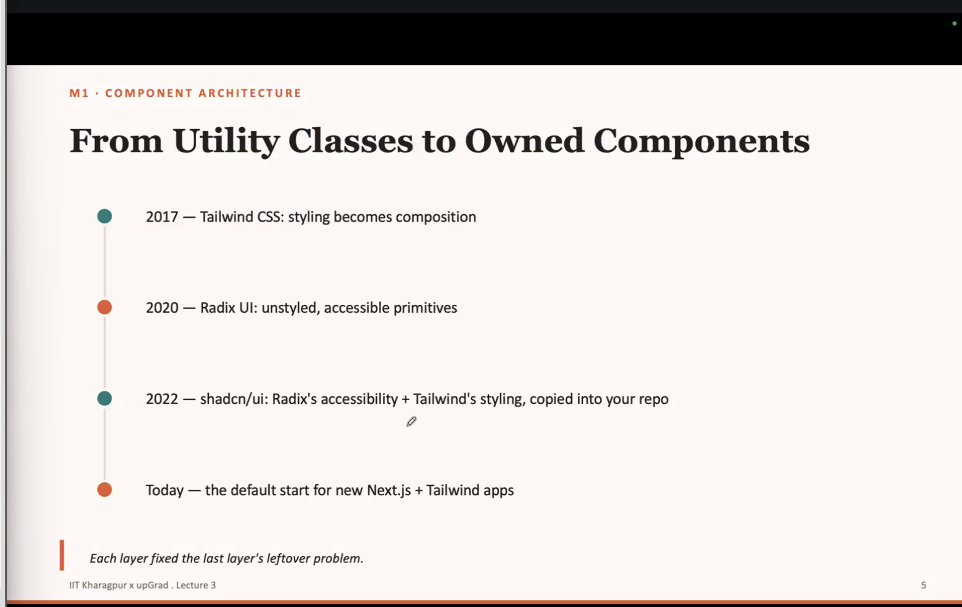 M1 · COMPONENT ARCHITECTURE
From Utility Classes to Owned Components
2017 — Tailwind CSS: styling becomes composition
2020 — Radix UI: unstyled, accessible primitives
2022 — shadcn/ui: Radix's accessibility + Tailwind's styling, copied into your repo
Today — the default start for new Next.js + Tailwind apps
Each layer fixed the last layer's leftover problem.
IIT Kharagpur x upGrad . Lecture 3
5